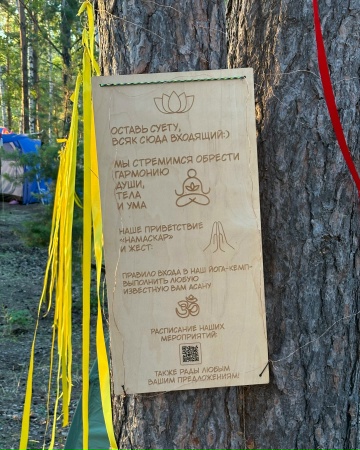 ОСТАВЬ СУЕТУ,
ВСЯК СЮДА ВХОДЯЩИЙ:)
МЫ СТРЕМИМСЯ ОБРЕСТИ
ГАРМОНИЮ
ДУШИ,
ТЕЛА
И УМА
НАШЕ ПРИВЕТСТВИЕ
«НАМАСКАР»
И ЖЕСТ:
ПРАВИЛО ВХОДА В НАШ ЙОГА-КЕМП-
ВЫПОЛНИТЬ ЛЮБУЮ
ИЗВЕСТНУЮ ВАМ АСАНУ
ॐ
РАСПИСАНИЕ НАШИХ
МЕРОПРИЯТИЙ:
ТАКЖЕ РАДЫ ЛЮБЫМ
ВАШИМ ПРЕДЛОЖЕНИЯМ!